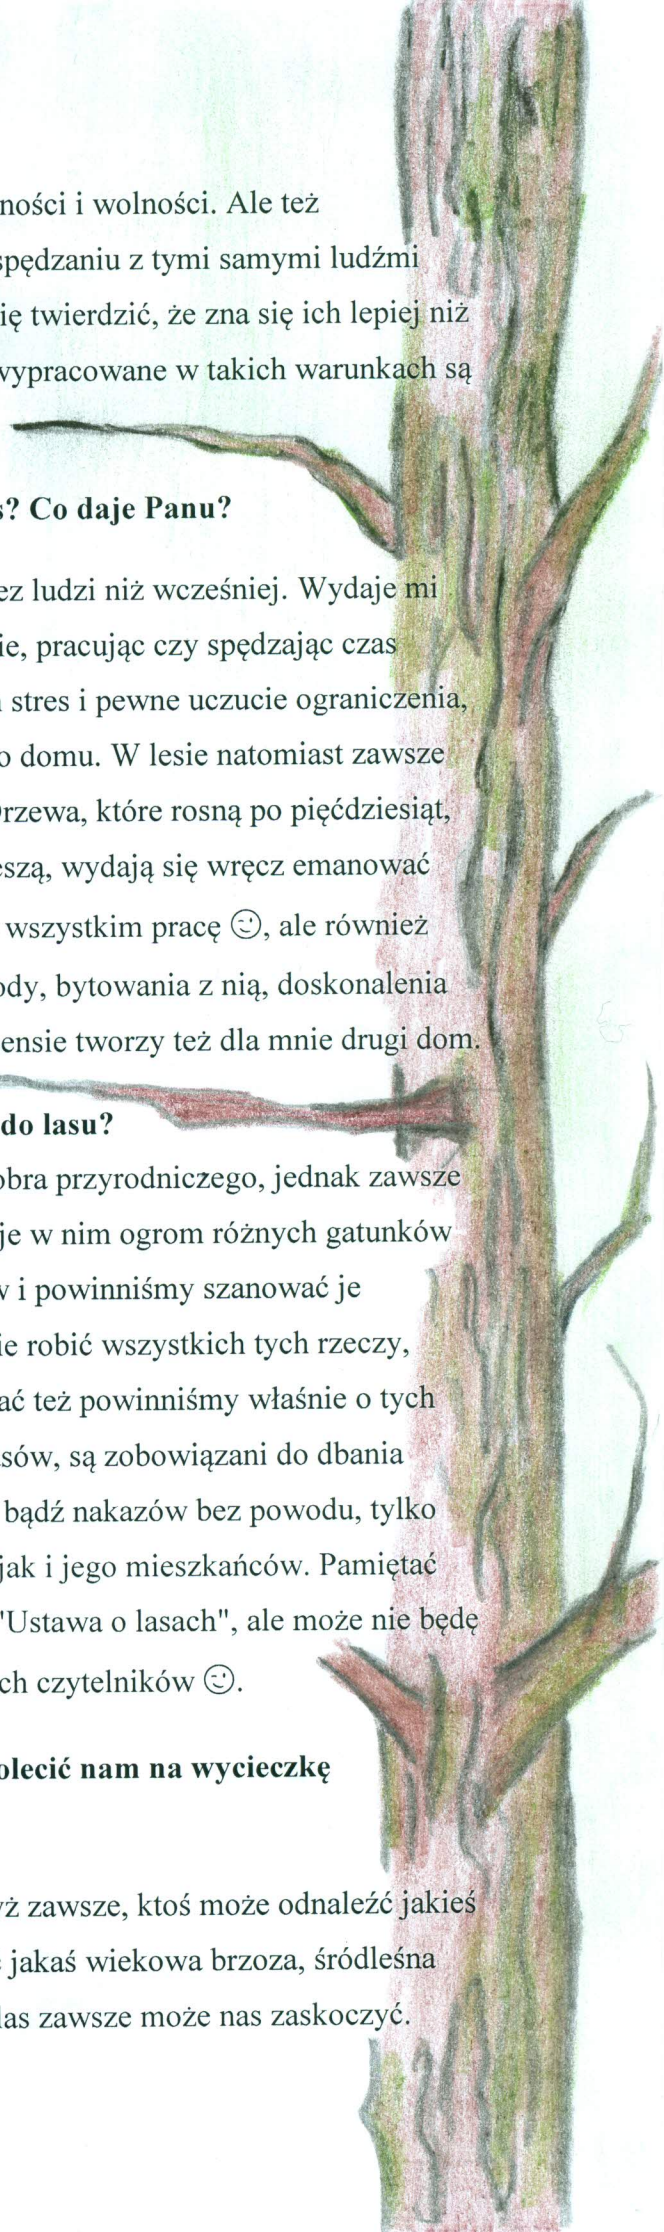 ności i wolności. Ale też
spędzaniu z tymi samymi ludźmi
ię twierdzić, że zna się ich lepiej niż
wypracowane w takich warunkach są
s? Co daje Panu?
ez ludzi niż wcześniej. Wydaje mi
ie, pracując czy spędzając czas
stres i pewne uczucie ograniczenia,
o domu. W lesie natomiast zawsze
Drzewa, które rosną po pięćdziesiąt,
eszą, wydają się wręcz emanować
wszystkim pracę 😉, ale również
ody, bytowania z nią, doskonalenia
ensie tworzy też dla mnie drugi dom.
do lasu?
obra przyrodniczego, jednak zawsze
je w nim ogrom różnych gatunków
w i powinniśmy szanować je
ie robić wszystkich tych rzeczy,
ać też powinniśmy właśnie o tych
asów, są zobowiązani do dbania
bądź nakazów bez powodu, tylko
jak i jego mieszkańców. Pamiętać
"Ustawa o lasach", ale może nie będę
ch czytelników 😉.
olecić nam na wycieczkę
yż zawsze, ktoś może odnaleźć jakieś
jakaś wiekowa brzoza, śródleśna
las zawsze może nas zaskoczyć.